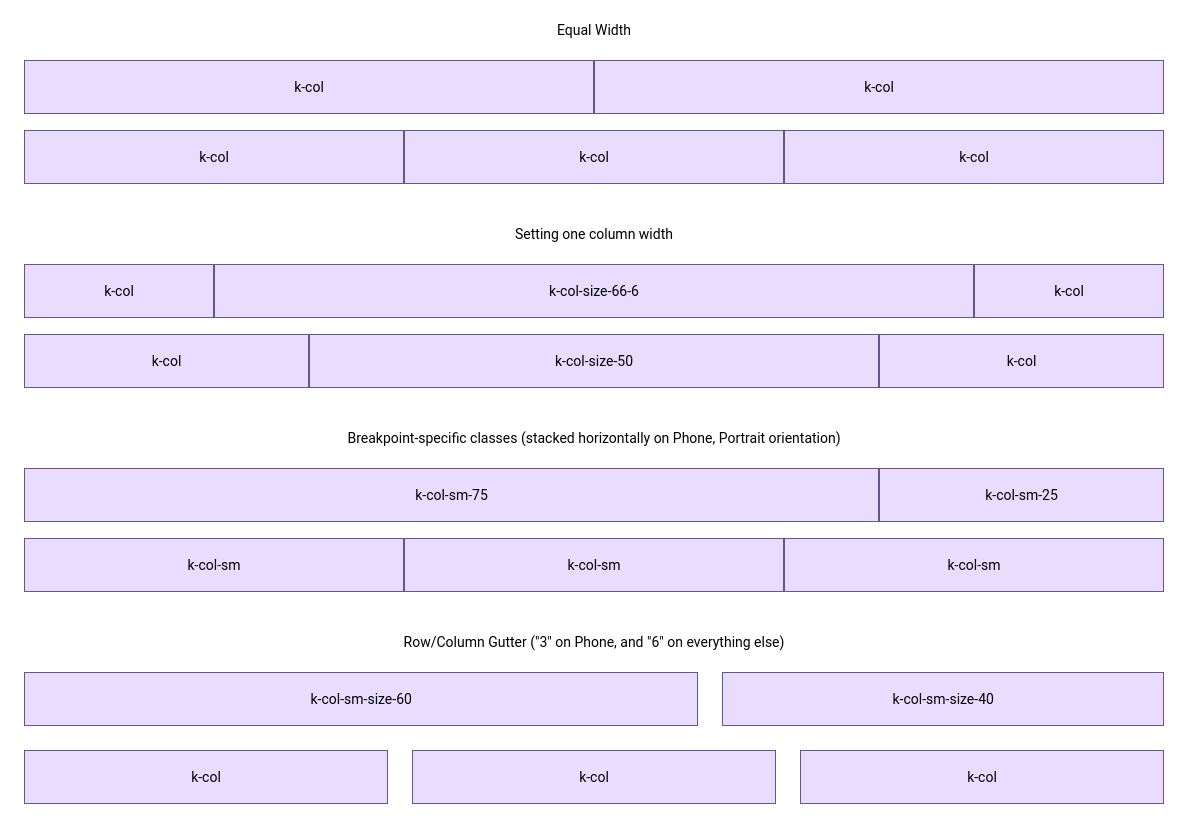 Equal Width
k-col k-col
k-col k-col k-col
Setting one column width
k-col k-col-size-66-6 k-col
k-col k-col-size-50 k-col
Breakpoint-specific classes (stacked horizontally on Phone, Portrait orientation)
k-col-sm-75 k-col-sm-25
k-col-sm k-col-sm k-col-sm
Row/Column Gutter ("3" on Phone, and "6" on everything else)
k-col-sm-size-60 k-col-sm-size-40
k-col k-col k-col